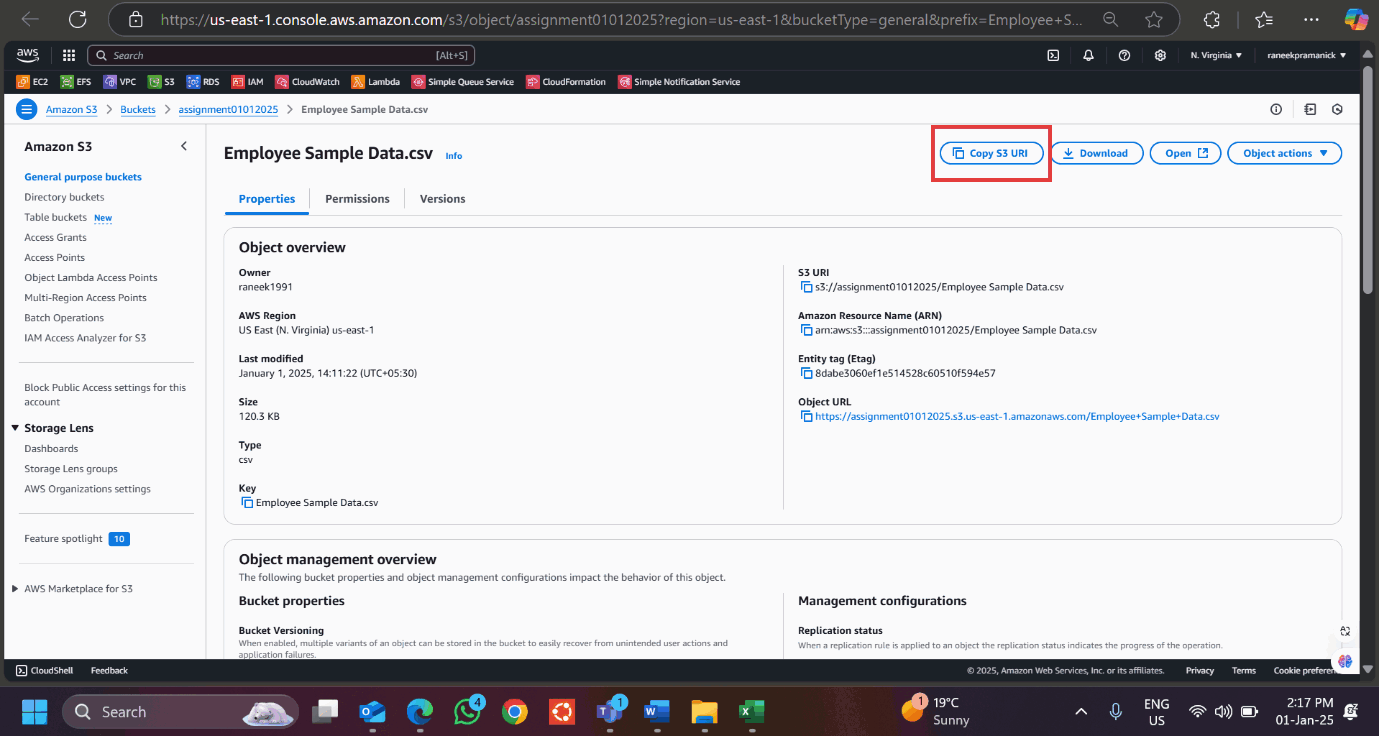 https://us-east-1.console.aws.amazon.com/s3/object/assignment01012025?region=us-east-1&bucketType=general&prefix=Employee+S...
aws
Search [Alt+S]
N. Virginia
raneekpramanick
EC2 EFS VPC S3 RDS IAM CloudWatch Lambda Simple Queue Service CloudFormation Simple Notification Service
Amazon S3 > Buckets > assignment01012025 > Employee Sample Data.csv
Amazon S3
General purpose buckets
Directory buckets
Table buckets New
Access Grants
Access Points
Object Lambda Access Points
Multi-Region Access Points
Batch Operations
IAM Access Analyzer for S3
Block Public Access settings for this
account
Storage Lens
Dashboards
Storage Lens groups
AWS Organizations settings
Feature spotlight 10
AWS Marketplace for S3
Employee Sample Data.csv Info
Copy S3 URI
Download
Open
Object actions
Properties
Permissions
Versions
Object overview
Owner
raneek1991
AWS Region
US East (N. Virginia) us-east-1
Last modified
January 1, 2025, 14:11:22 (UTC+05:30)
Size
120.3 KB
Type
csv
Key
Employee Sample Data.csv
S3 URI
s3://assignment01012025/Employee Sample Data.csv
Amazon Resource Name (ARN)
arn:aws:s3:::assignment01012025/Employee Sample Data.csv
Entity tag (Etag)
8dabe3060ef1e514528c60510f594e57
Object URL
https://assignment01012025.s3.us-east-1.amazonaws.com/Employee+Sample+Data.csv
Object management overview
The following bucket properties and object management configurations impact the behavior of this object.
Bucket properties
Bucket Versioning
When enabled, multiple variants of an object can be stored in the bucket to easily recover from unintended user actions and
application failures.
Management configurations
Replication status
When a replication rule is applied to an object the replication status indicates the progress of the operation.
CloudShell
Feedback
© 2025, Amazon Web Services, Inc. or its affiliates.
Privacy
Terms
Cookie preferen
Search
4
1
1
19°C
Sunny
ENG
US
2:17 PM
01-Jan-25